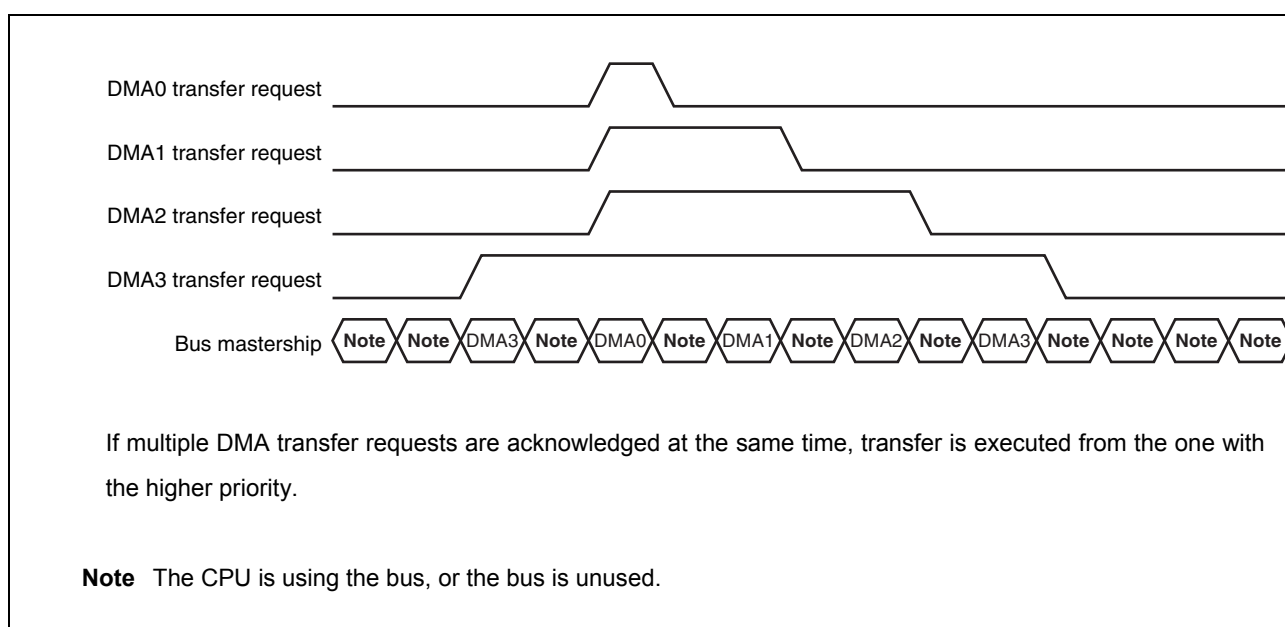 DMA0 transfer request
DMA1 transfer request
DMA2 transfer request
DMA3 transfer request
Bus mastership Note Note DMA3 Note DMA0 Note DMA1 Note DMA2 Note DMA3 Note Note Note Note
If multiple DMA transfer requests are acknowledged at the same time, transfer is executed from the one with
the higher priority.
Note The CPU is using the bus, or the bus is unused.